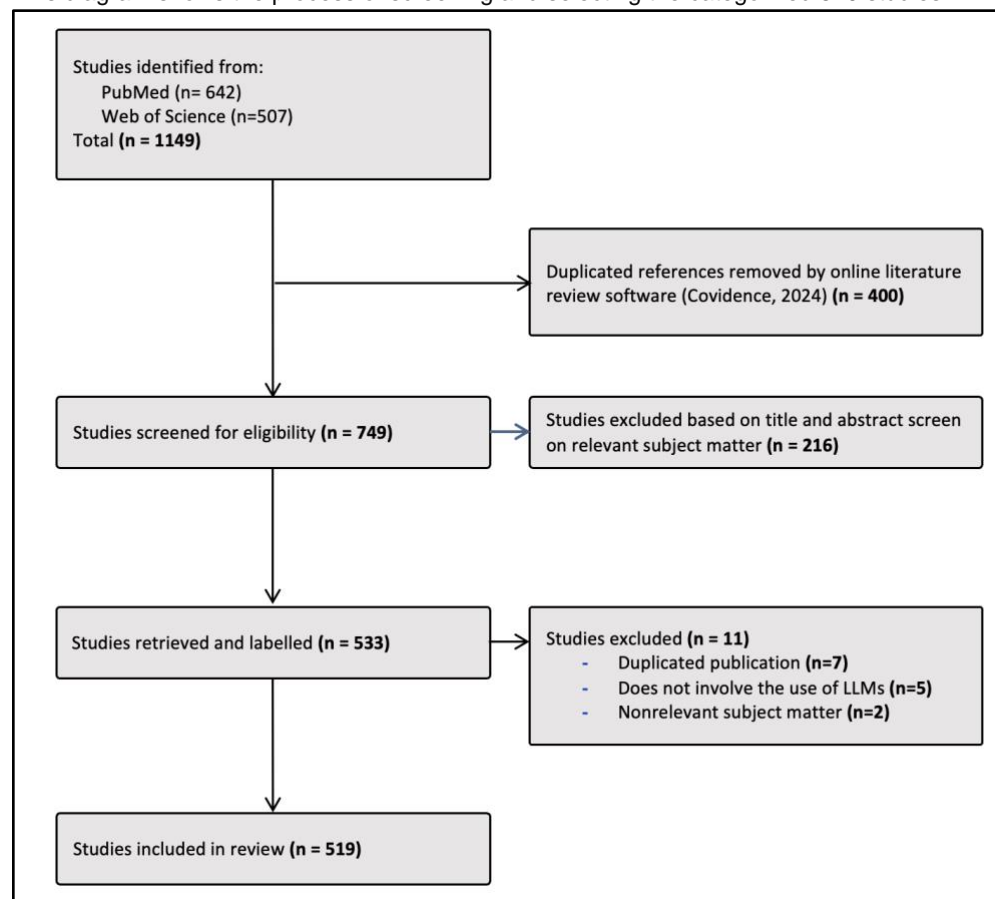 Studies identified from:
PubMed (n= 642)
Web of Science (n=507)
Total (n = 1149)
Duplicated references removed by online literature
review software (Covidence, 2024) (n = 400)
Studies screened for eligibility (n = 749)
Studies excluded based on title and abstract screen
on relevant subject matter (n = 216)
Studies retrieved and labelled (n = 533)
Studies excluded (n = 11)
- Duplicated publication (n=7)
- Does not involve the use of LLMs (n=5)
- Nonrelevant subject matter (n=2)
Studies included in review (n = 519)